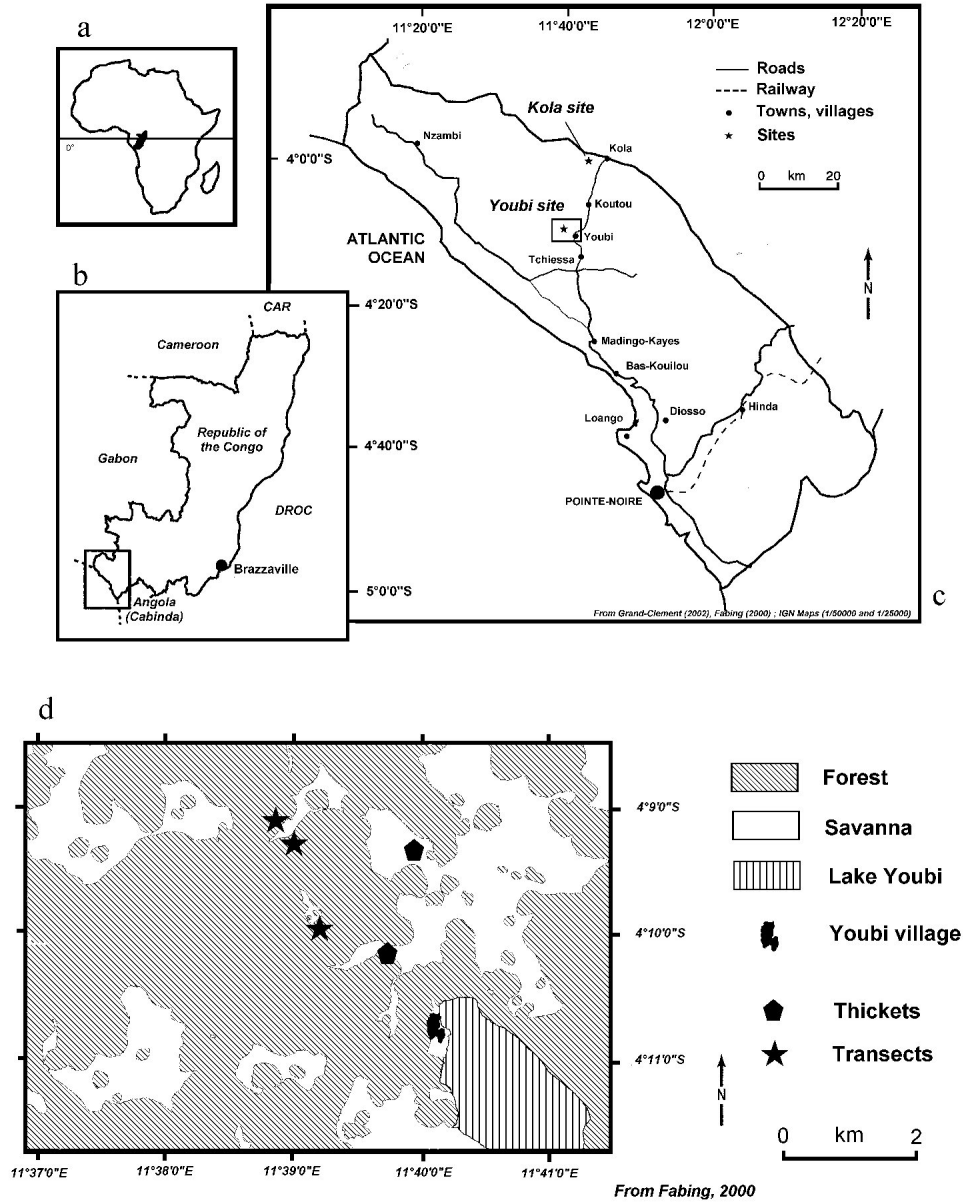 a
0°
b
CAR
Cameroon
Republic of
the Congo
Gabon
DROC
Brazzaville
Angola
(Cabinda)
11°20'0"E
11°40'0"E
12°0'0"E
12°20'0"E
Roads
Railway
Towns, villages
Sites
0 km 20
Kola site
Nzambi
Kola
4°0'0"S
Koutou
Youbi site
Youbi
ATLANTIC
OCEAN
Tchiessa
N
4°20'0"S
Madingo-Kayes
Bas-Kouilou
Loango
Diosso
Hinda
4°40'0"S
POINTE-NOIRE
5°0'0"S
From Grand-Clement (2002), Fabing (2000) ; IGN Maps (1/50000 and 1/25000)
c
d
4°9'0"S
4°10'0"S
4°11'0"S
11°37'0"E
11°38'0"E
11°39'0"E
11°40'0"E
11°41'0"E
Forest
Savanna
Lake Youbi
Youbi village
Thickets
Transects
N
0 km 2
From Fabing, 2000